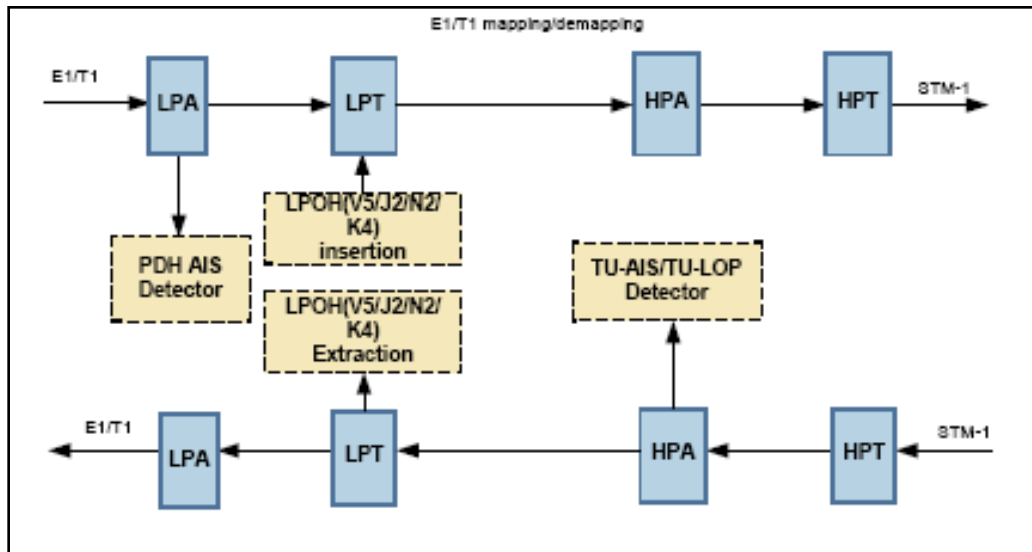 E1/T1 mapping/demapping
E1/T1
LPA
LPT
HPA
HPT
STM-1
LPOH(V5/J2/N2/
K4)
insertion
PDH AIS
Detector
TU-AIS/TU-LOP
Detector
LPOH(V5/J2/N2/
K4)
Extraction
E1/T1
LPA
LPT
HPA
HPT
STM-1